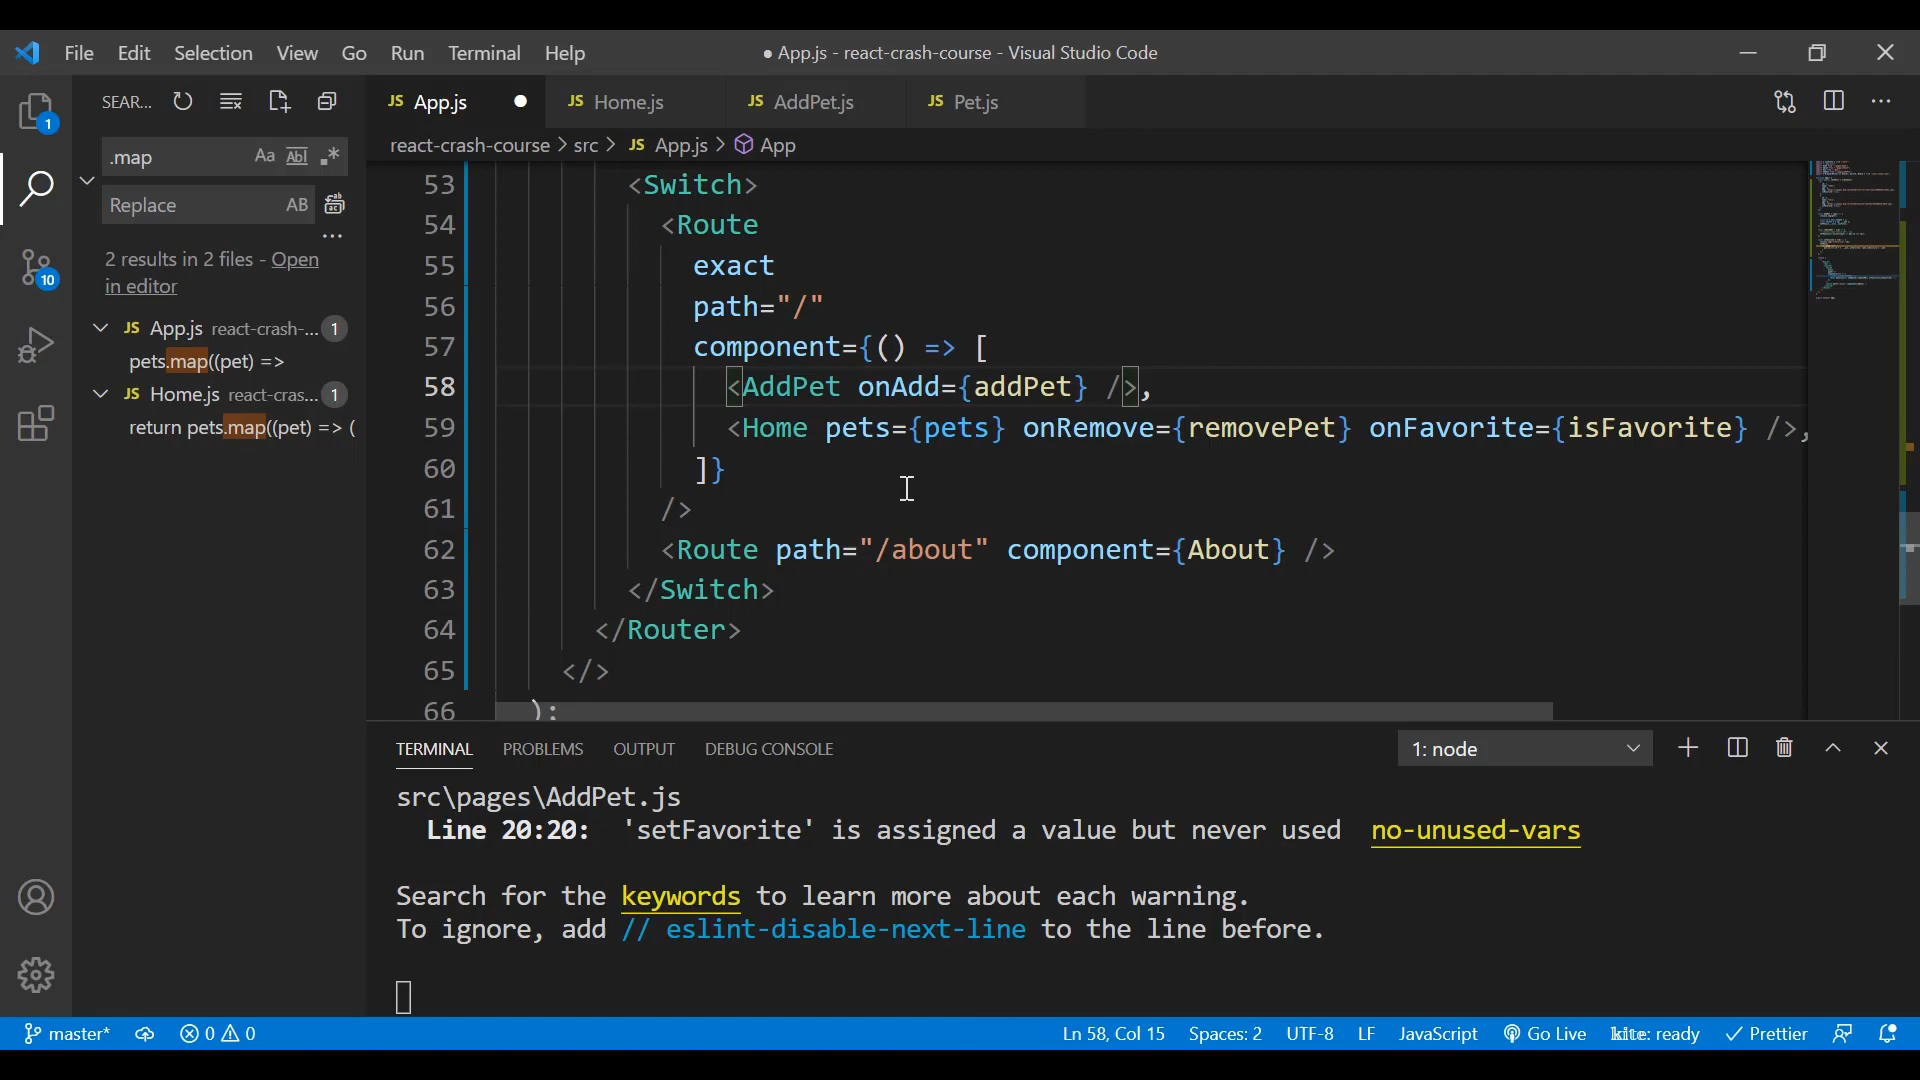 File Edit Selection View Go Run Terminal Help
● App.js - react-crash-course - Visual Studio Code
SEAR...
JS App.js
JS Home.js
JS AddPet.js
JS Pet.js
1
react-crash-course > src > JS App.js > App
.map
Aa Abl .*
Replace
AB
2 results in 2 files - Open
in editor
JS App.js react-crash-... 1
pets.map((pet) =>
JS Home.js react-cras... 1
return pets.map((pet) => (
10
53 <Switch>
54 <Route
55 exact
56 path="/"
57 component={() => [
58 <AddPet onAdd={addPet} />,
59 <Home pets={pets} onRemove={removePet} onFavorite={isFavorite} />,
60 ]}
61 />
62 <Route path="/about" component={About} />
63 </Switch>
64 </Router>
65 </>
66 );
TERMINAL PROBLEMS OUTPUT DEBUG CONSOLE
1: node
src\pages\AddPet.js
Line 20:20: 'setFavorite' is assigned a value but never used no-unused-vars
Search for the keywords to learn more about each warning.
To ignore, add // eslint-disable-next-line to the line before.
master*
0 0
Ln 58, Col 15
Spaces: 2
UTF-8
LF
JavaScript
Go Live
kite: ready
Prettier